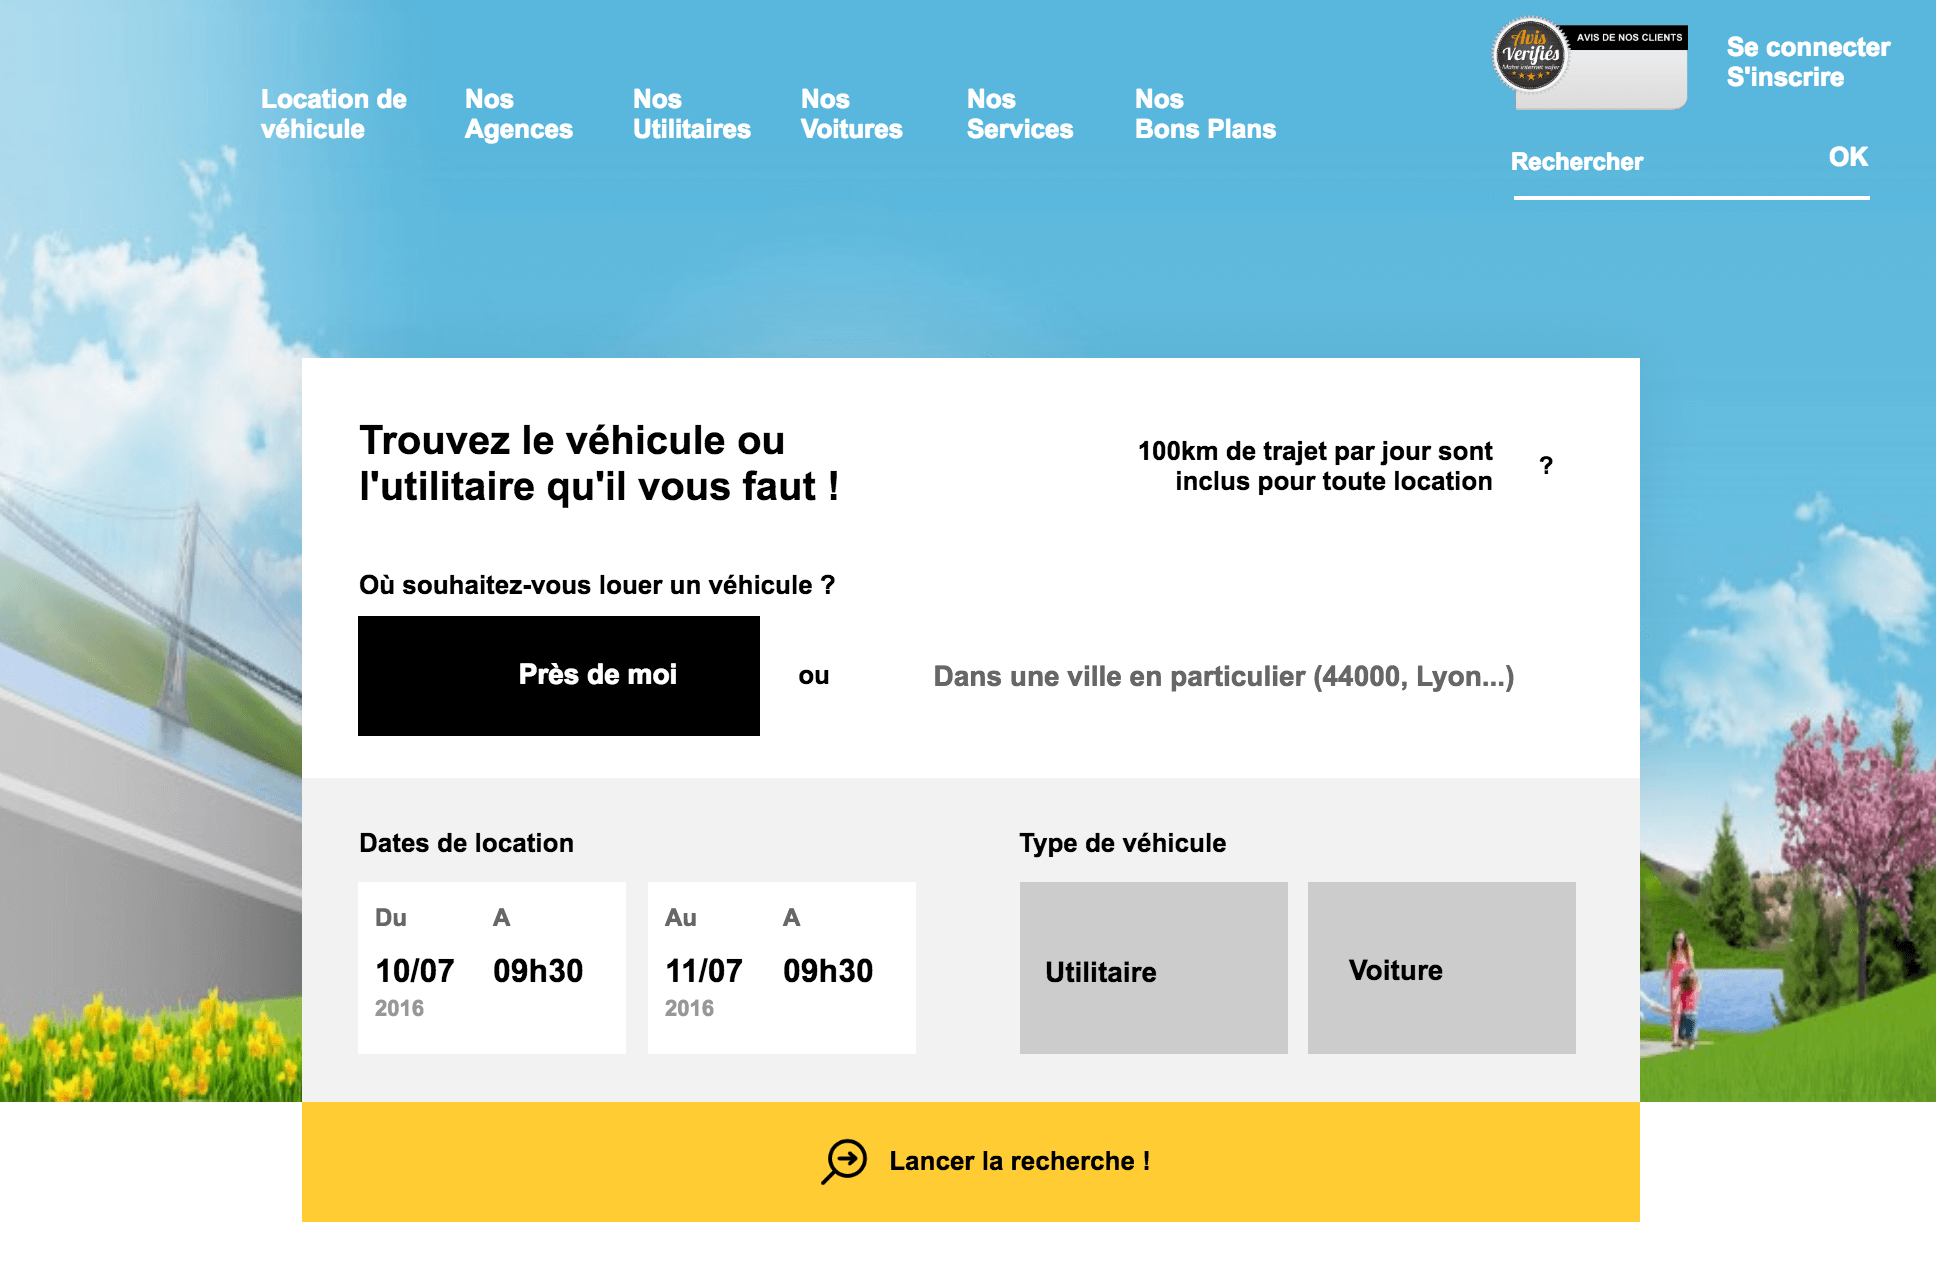 Avis
Verifiés
AVIS DE NOS CLIENTS
Se connecter
S'inscrire
Location de
véhicule
Nos
Agences
Nos
Utilitaires
Nos
Voitures
Nos
Services
Nos
Bons Plans
Rechercher
OK
Trouvez le véhicule ou
l'utilitaire qu'il vous faut !
100km de trajet par jour sont
inclus pour toute location
?
Où souhaitez-vous louer un véhicule ?
Près de moi
ou
Dans une ville en particulier (44000, Lyon...)
Dates de location
Du A
10/07 09h30
2016
Au A
11/07 09h30
2016
Type de véhicule
Utilitaire
Voiture
Lancer la recherche !